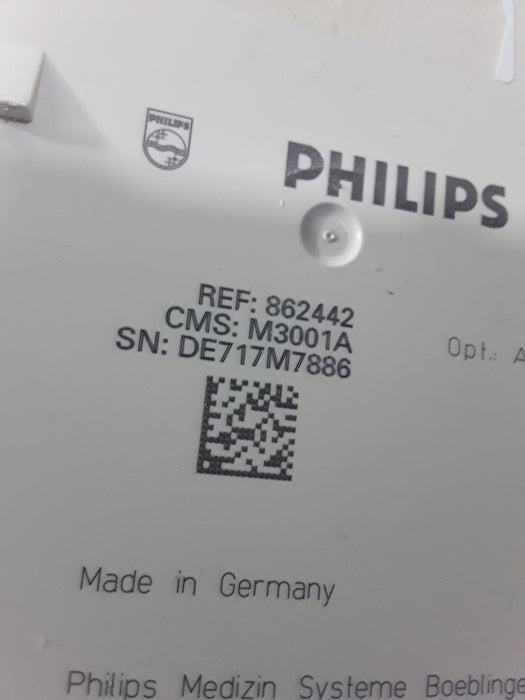 PHILIPS
PHILIPS
REF: 862442
CMS: M3001A
SN: DE717M7886
Opt.: A
Made in Germany
Philips Medizin Systeme Boeblinge